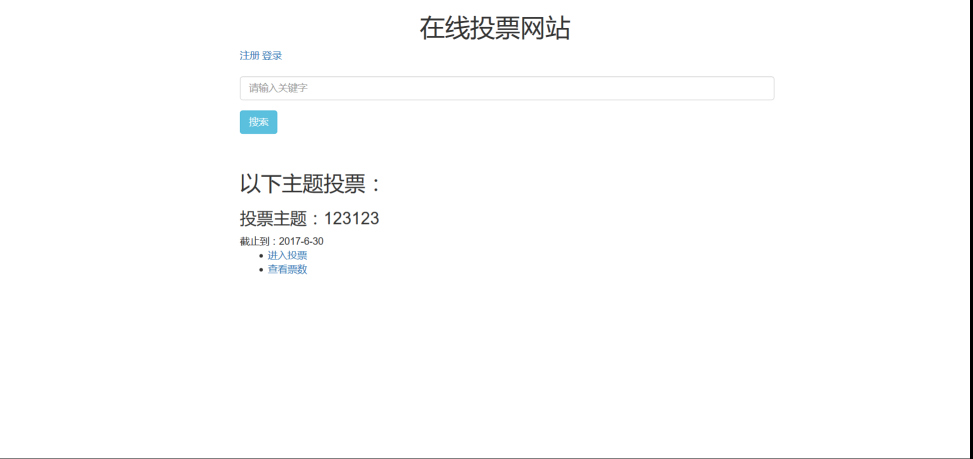 在线投票网站
注册 登录
请输入关键字
搜索
以下主题投票：
投票主题：123123
截止到：2017-6-30
进入投票
查看票数